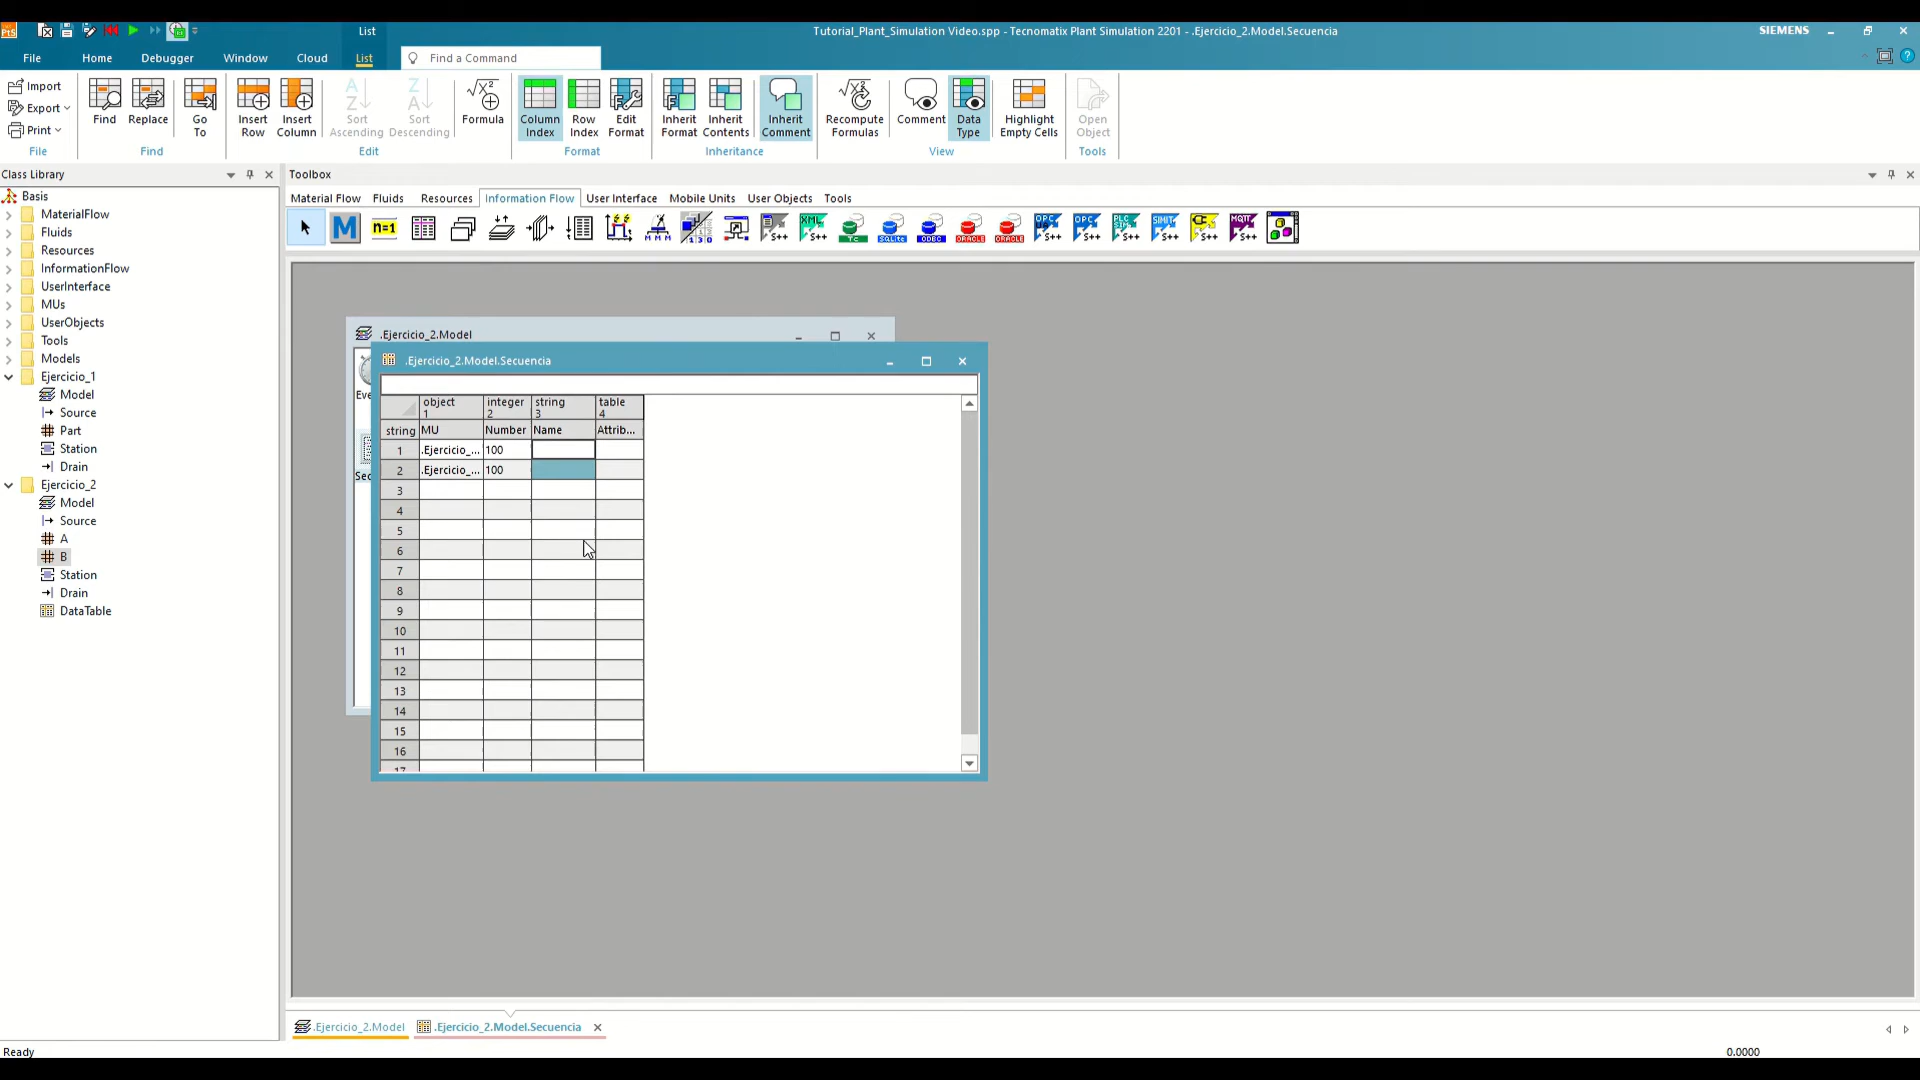 List
Tutorial_Plant_Simulation Video.spp - Tecnomatix Plant Simulation 2201 - .Ejercicio_2.Model.Secuencia
SIEMENS
File Home Debugger Window Cloud List Find a Command
Import
Export
Print
File
Find
Replace
Go To
Find
Insert Row
Insert Column
Sort Ascending
Sort Descending
Formula
Edit
Column Index
Row Index
Edit Format
Format
Inherit Format
Inherit Contents
Inherit Comment
Inheritance
Recompute Formulas
Comment
Data Type
Highlight Empty Cells
View
Open Object
Tools
Class Library
Basis
MaterialFlow
Fluids
Resources
InformationFlow
UserInterface
MUs
UserObjects
Tools
Models
Ejercicio_1
Model
Source
Part
Station
Drain
Ejercicio_2
Model
Source
A
B
Station
Drain
DataTable
Toolbox
Material Flow Fluids Resources Information Flow User Interface Mobile Units User Objects Tools
M n=1
.Ejercicio_2.Model
.Ejercicio_2.Model.Secuencia
object 1 integer 2 string 3 table 4
string MU Number Name Attrib...
1 .Ejercicio_... 100
2 .Ejercicio_... 100
3
4
5
6
7
8
9
10
11
12
13
14
15
16
17
.Ejercicio_2.Model .Ejercicio_2.Model.Secuencia
Ready
0.0000